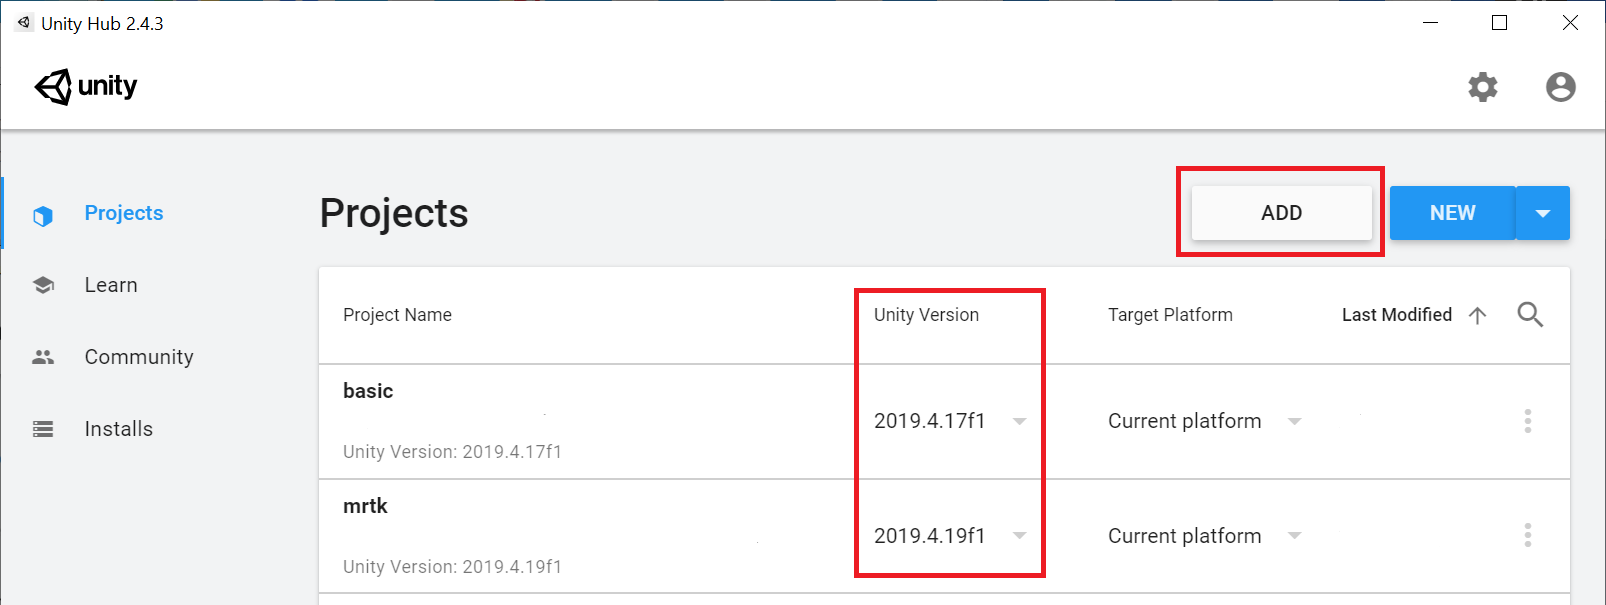 Unity Hub 2.4.3
unity
Projects
Learn
Community
Installs
Projects
ADD
NEW
Project Name Unity Version Target Platform Last Modified
basic
2019.4.17f1 Current platform
Unity Version: 2019.4.17f1
mrtk
2019.4.19f1 Current platform
Unity Version: 2019.4.19f1